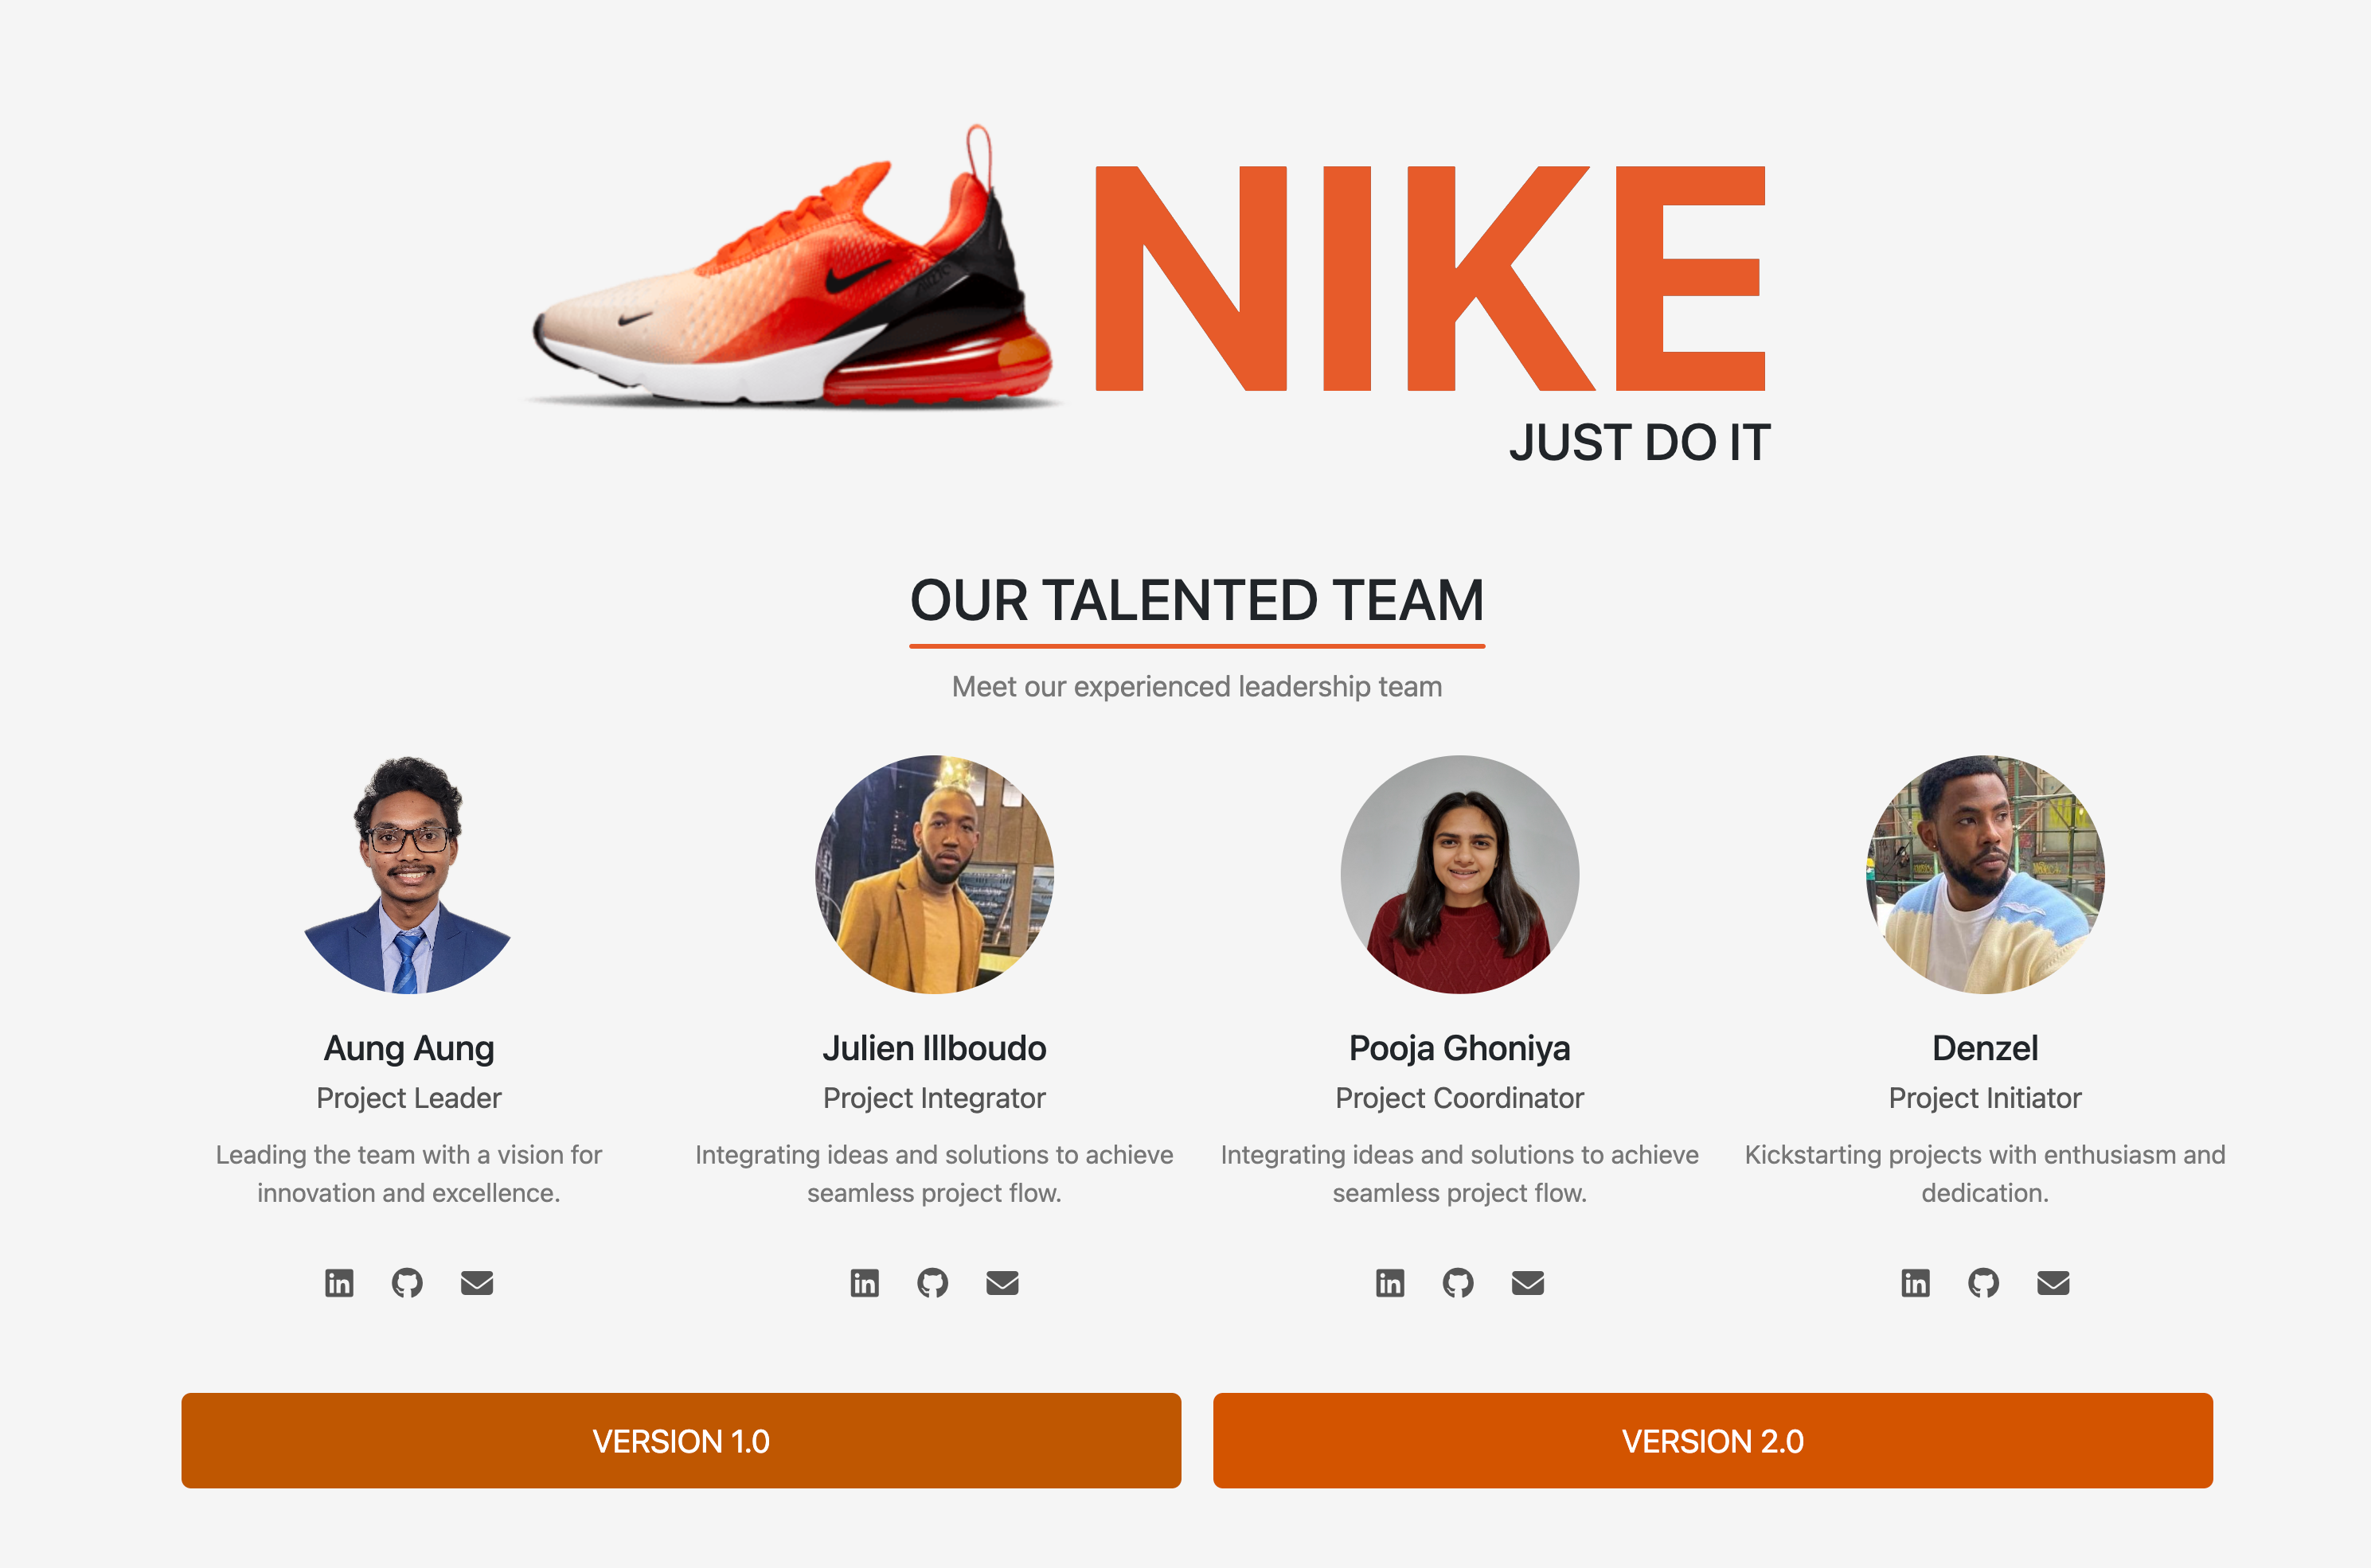 NIKE
JUST DO IT
OUR TALENTED TEAM
Meet our experienced leadership team
Aung Aung
Project Leader
Leading the team with a vision for
innovation and excellence.
Julien Illboudo
Project Integrator
Integrating ideas and solutions to achieve
seamless project flow.
Pooja Ghoniya
Project Coordinator
Integrating ideas and solutions to achieve
seamless project flow.
Denzel
Project Initiator
Kickstarting projects with enthusiasm and
dedication.
VERSION 1.0
VERSION 2.0